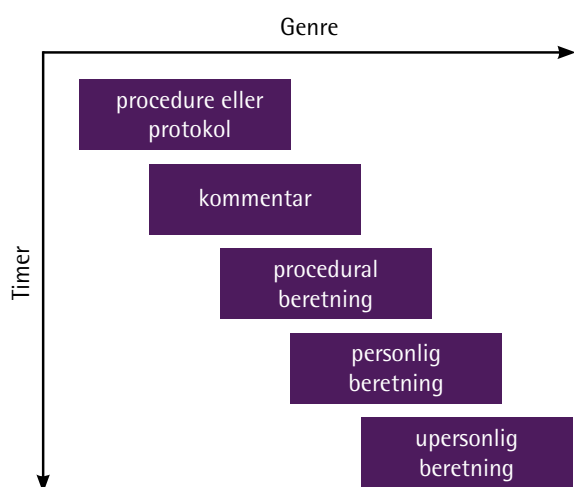 Genre
procedure eller
protokol
kommentar
procedural
beretning
personlig
beretning
upersonlig
beretning
Timer